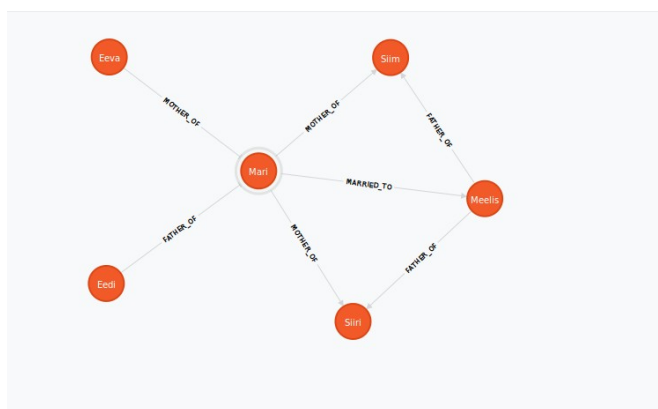 Eeva
Siim
MOTHER_OF
MOTHER_OF
FATHER_OF
Mari
MARRIED_TO
Meelis
FATHER_OF
MOTHER_OF
FATHER_OF
Eedi
Siiri